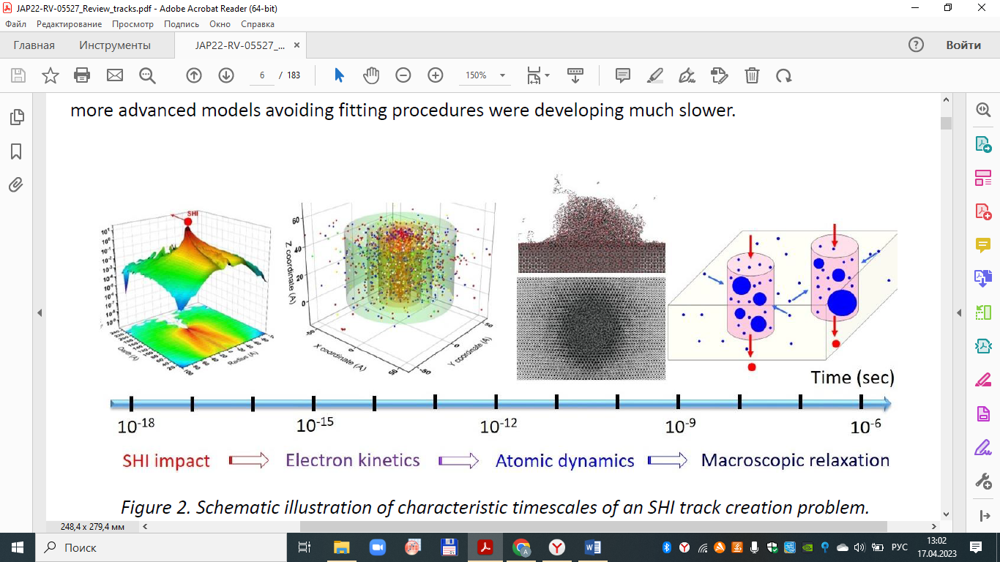 JAP22-RV-05527_Review_tracks.pdf - Adobe Acrobat Reader (64-bit)
Файл Редактирование Просмотр Подпись Окно Справка
Главная Инструменты JAP22-RV-05527_... × Войти
6 / 183 150%
more advanced models avoiding fitting procedures were developing much slower.
SHI
Radius (A)
60
40
20
0
Z coordinate (A)
X coordinate (A)
Y coordinate (A)
Time (sec)
10-18 10-15 10-12 10-9 10-6
SHI impact Electron kinetics Atomic dynamics Macroscopic relaxation
Figure 2. Schematic illustration of characteristic timescales of an SHI track creation problem.
248,4 x 279,4 мм
Поиск
РУС
13:02
17.04.2023